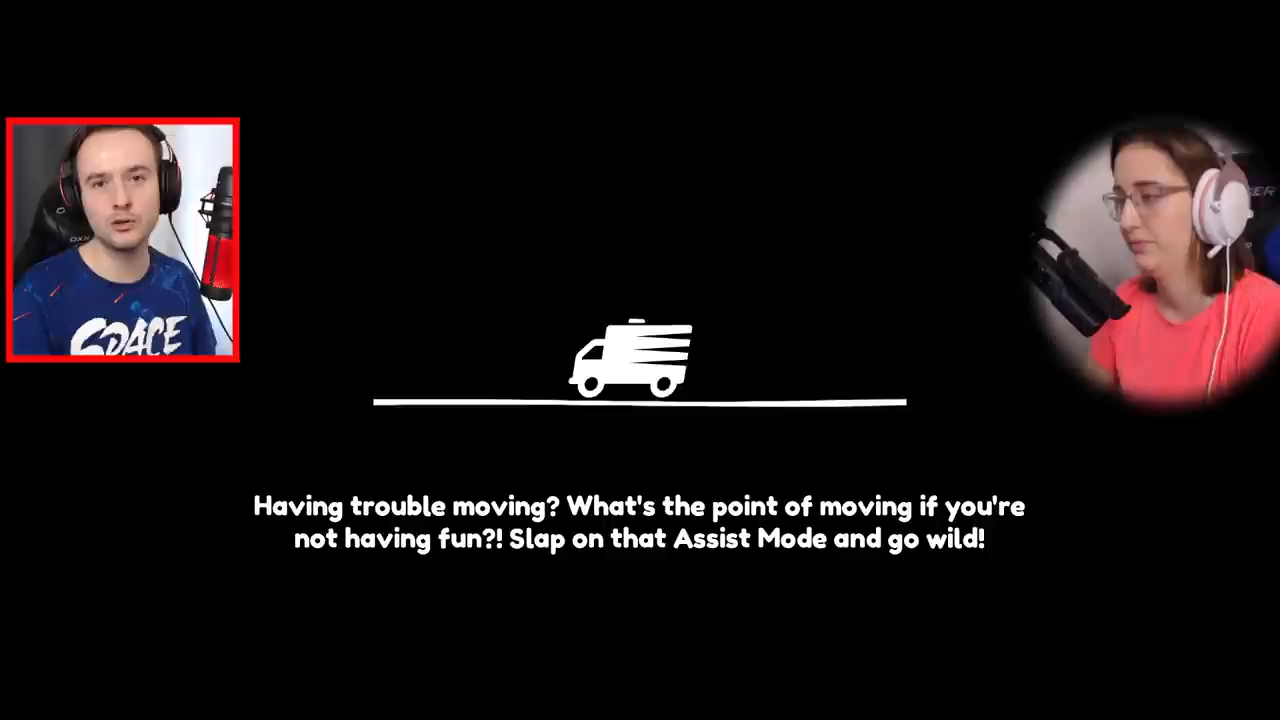 SPACE
Having trouble moving? What's the point of moving if you're
not having fun?! Slap on that Assist Mode and go wild!